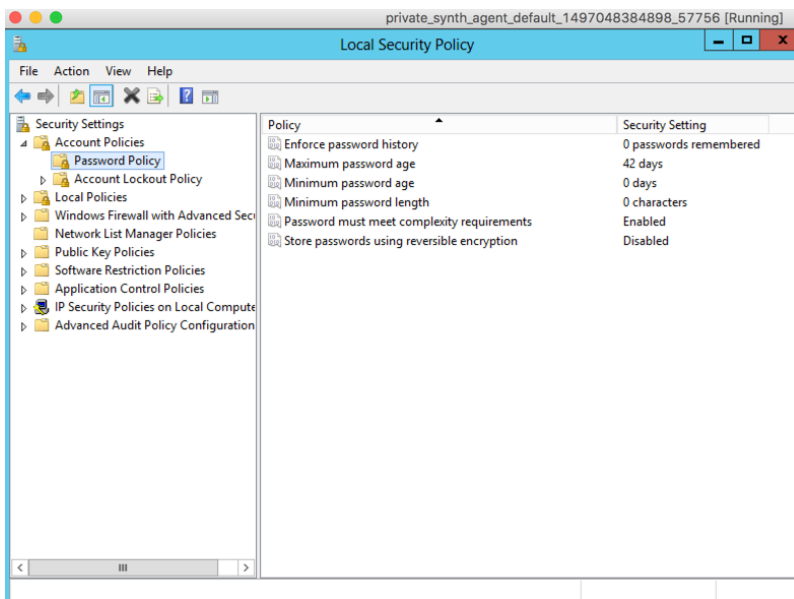 private_synth_agent_default_1497048384898_57756 [Running]
Local Security Policy
File Action View Help
Security Settings
Account Policies
Password Policy
Account Lockout Policy
Local Policies
Windows Firewall with Advanced Secu
Network List Manager Policies
Public Key Policies
Software Restriction Policies
Application Control Policies
IP Security Policies on Local Compute
Advanced Audit Policy Configuration
Policy Security Setting
Enforce password history 0 passwords remembered
Maximum password age 42 days
Minimum password age 0 days
Minimum password length 0 characters
Password must meet complexity requirements Enabled
Store passwords using reversible encryption Disabled